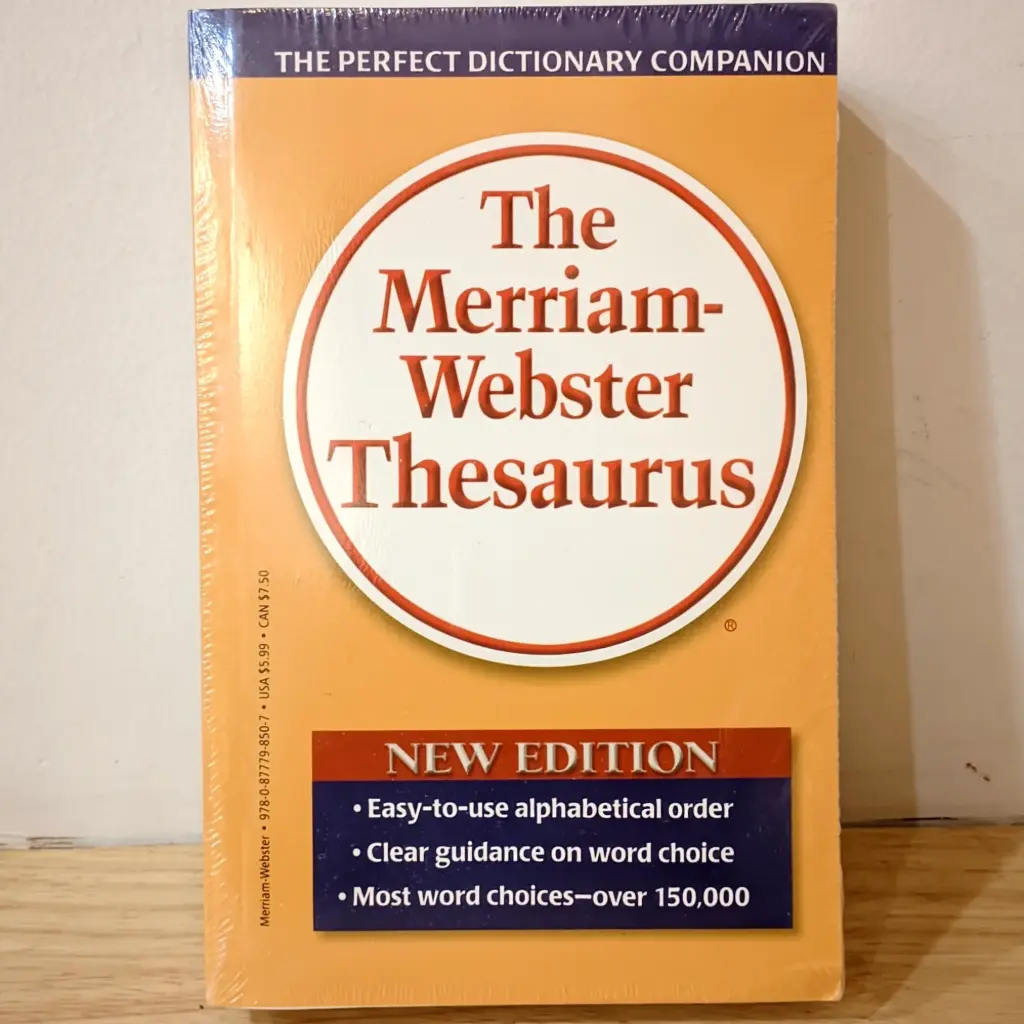 THE PERFECT DICTIONARY COMPANION
The
Merriam-
Webster
Thesaurus
®
Merriam-Webster • 978-0-87779-850-7 • USA $5.99 • CAN $7.50
NEW EDITION
• Easy-to-use alphabetical order
• Clear guidance on word choice
• Most word choices—over 150,000